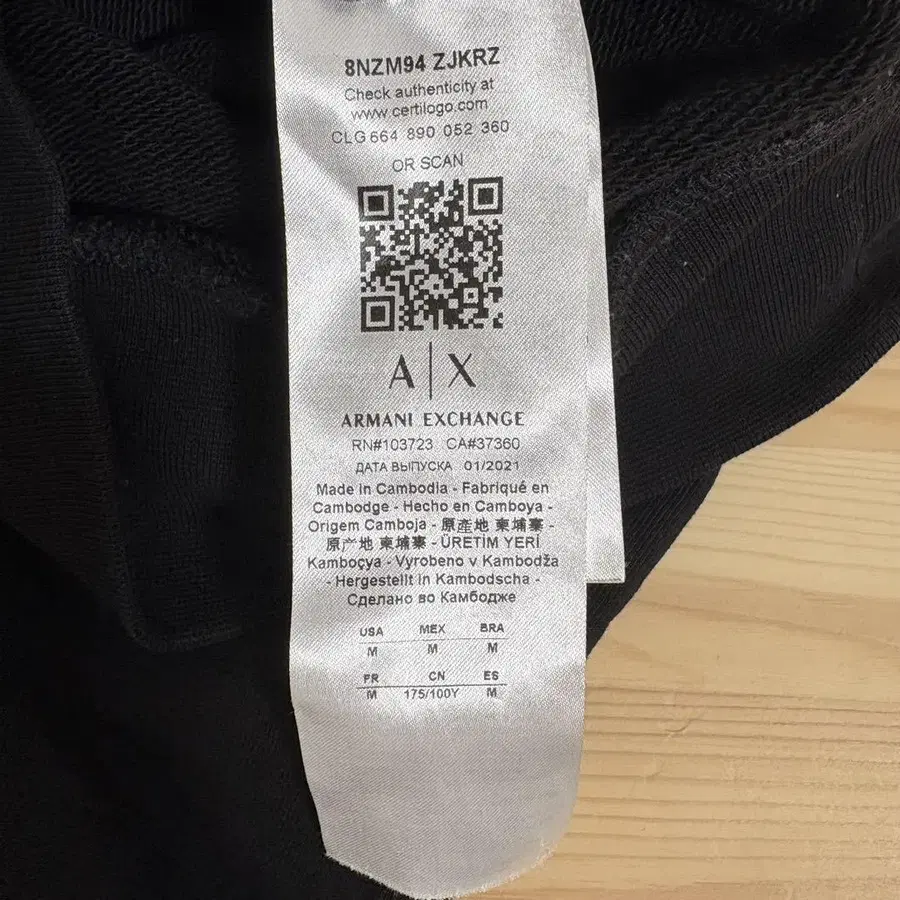 8NZM94 ZJKRZ
Check authenticity at
www.certilogo.com
CLG 664 890 052 360
OR SCAN
A|X
ARMANI EXCHANGE
RN#103723 CA#37360
ДАТА ВЫПУСКА 01/2021
Made in Cambodia - Fabriqué en
Cambodge - Hecho en Camboya -
Origem Camboja - 原產地 柬埔寨 -
原产地 柬埔寨 - ÜRETİM YERİ
Kamboçya - Vyrobeno v Kambodža
- Hergestellt in Kambodscha -
Сделано во Камбодже
USA MEX BRA
M M M
FR CN ES
M 175/100Y M